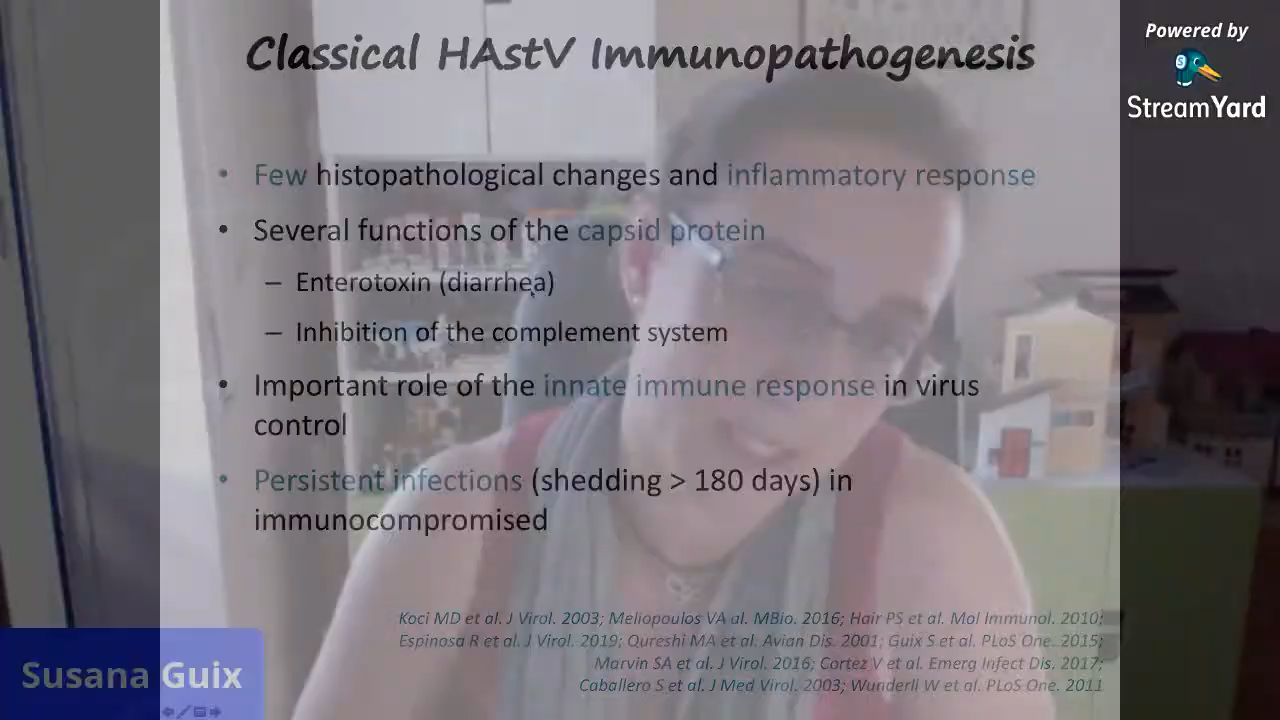 Classical HAstV Immunopathogenesis
Powered by
StreamYard
• Few histopathological changes and inflammatory response
• Several functions of the capsid protein
– Enterotoxin (diarrhea)
– Inhibition of the complement system
• Important role of the innate immune response in virus
control
• Persistent infections (shedding > 180 days) in
immunocompromised
Koci MD et al. J Virol. 2003; Meliopoulos VA al. MBio. 2016; Hair PS et al. Mol Immunol. 2010;
Espinosa R et al. J Virol. 2019; Qureshi MA et al. Avian Dis. 2001; Guix S et al. PLoS One. 2015;
Marvin SA et al. J Virol. 2016; Cortez V et al. Emerg Infect Dis. 2017;
Caballero S et al. J Med Virol. 2003; Wunderli W et al. PLoS One. 2011
Susana Guix